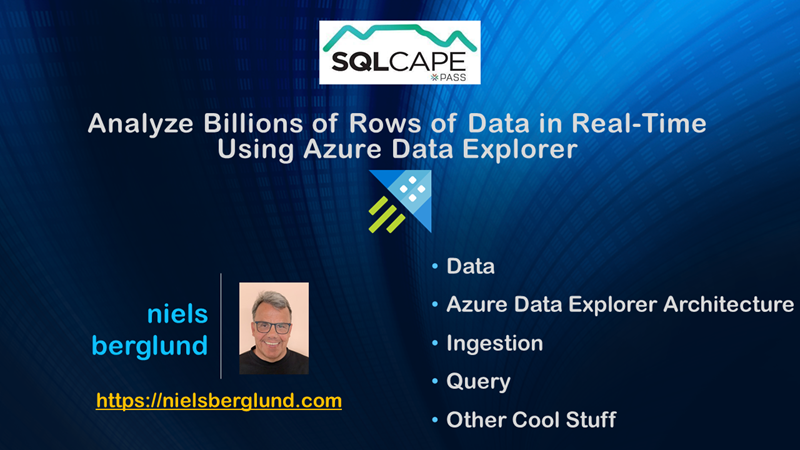 SQLCAPE
PASS
Analyze Billions of Rows of Data in Real-Time
Using Azure Data Explorer
niels
berglund
https://nielsberglund.com
• Data
• Azure Data Explorer Architecture
• Ingestion
• Query
• Other Cool Stuff